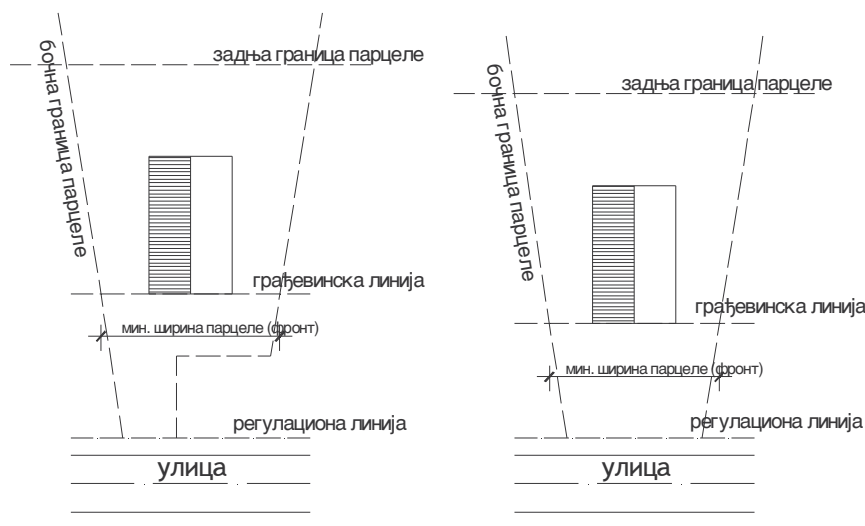 задња граница парцеле
бочна граница парцеле
грађевинска линија
мин. ширина парцеле (фронт)
регулациона линија
улица
задња граница парцеле
бочна граница парцеле
грађевинска линија
мин. ширина парцеле (фронт)
регулациона линија
улица